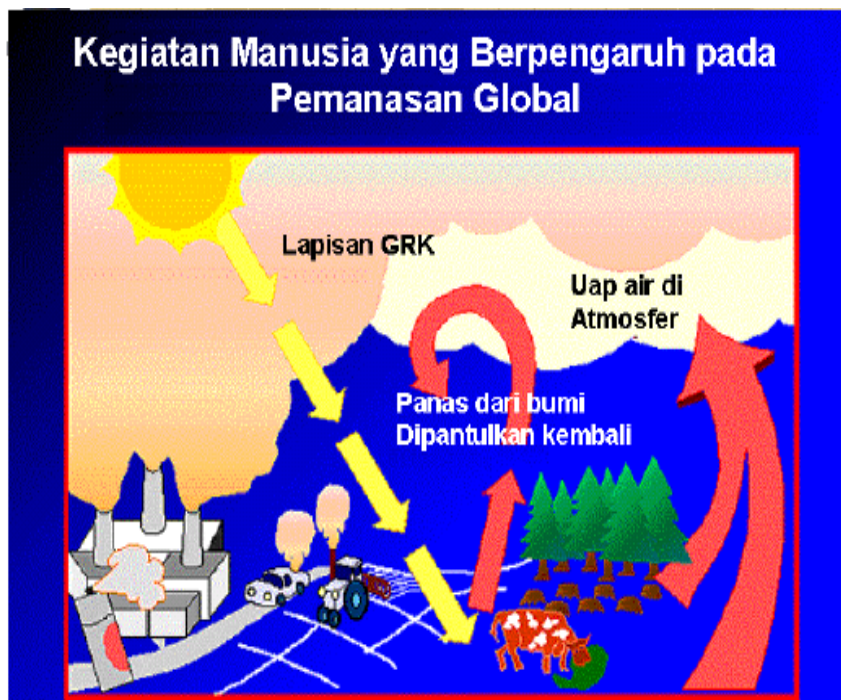 Kegiatan Manusia yang Berpengaruh pada
Pemanasan Global
Lapisan GRK
Uap air di
Atmosfer
Panas dari bumi
Dipantulkan kembali